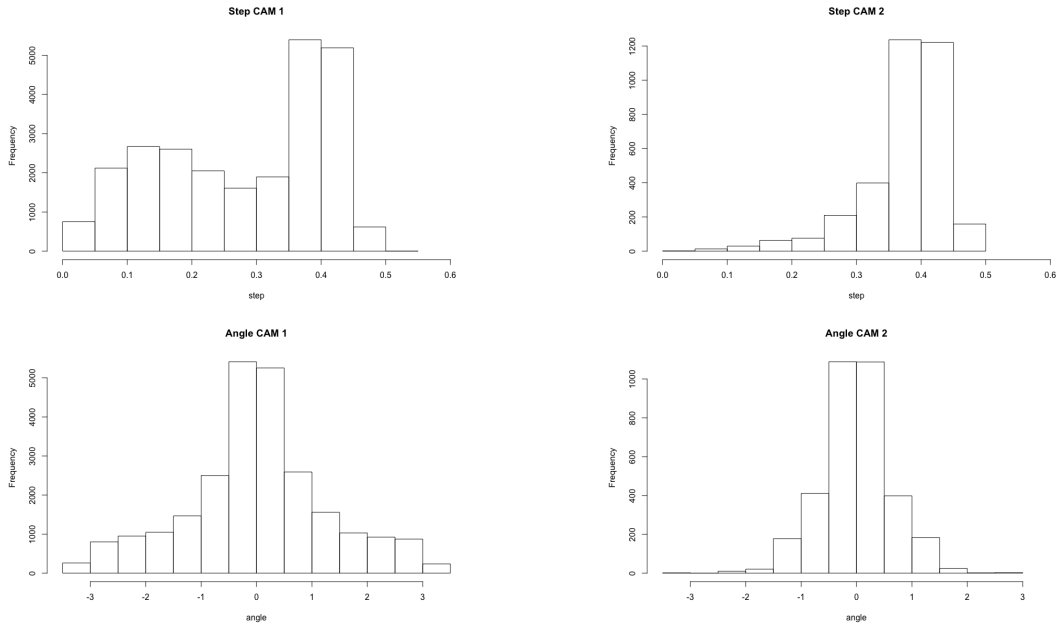 Step CAM 1
Frequency
0 1000 2000 3000 4000 5000
0.0 0.1 0.2 0.3 0.4 0.5 0.6
step
Step CAM 2
Frequency
0 200 400 600 800 1000 1200
0.0 0.1 0.2 0.3 0.4 0.5 0.6
step
Angle CAM 1
Frequency
0 1000 2000 3000 4000 5000
-3 -2 -1 0 1 2 3
angle
Angle CAM 2
Frequency
0 200 400 600 800 1000
-3 -2 -1 0 1 2 3
angle